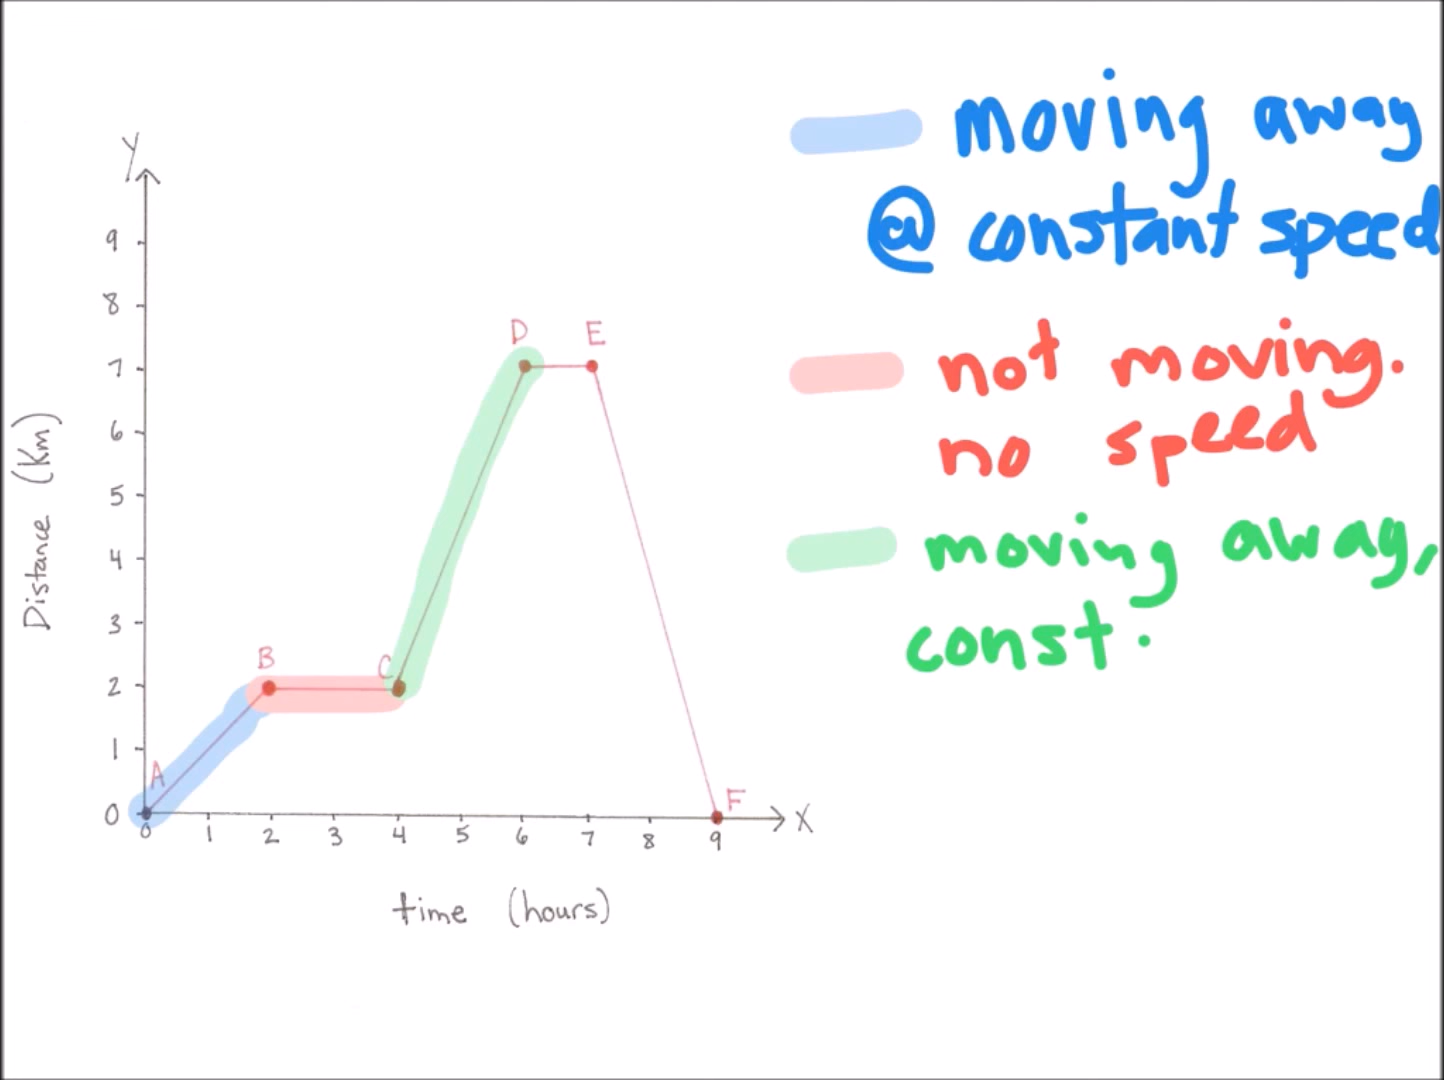 moving away
@ constant speed
not moving.
no speed
moving away,
const.
Y
9
8
7
6
5
4
3
2
1
0
Distance (Km)
A
B
C
D
E
F
0 1 2 3 4 5 6 7 8 9
X
time (hours)